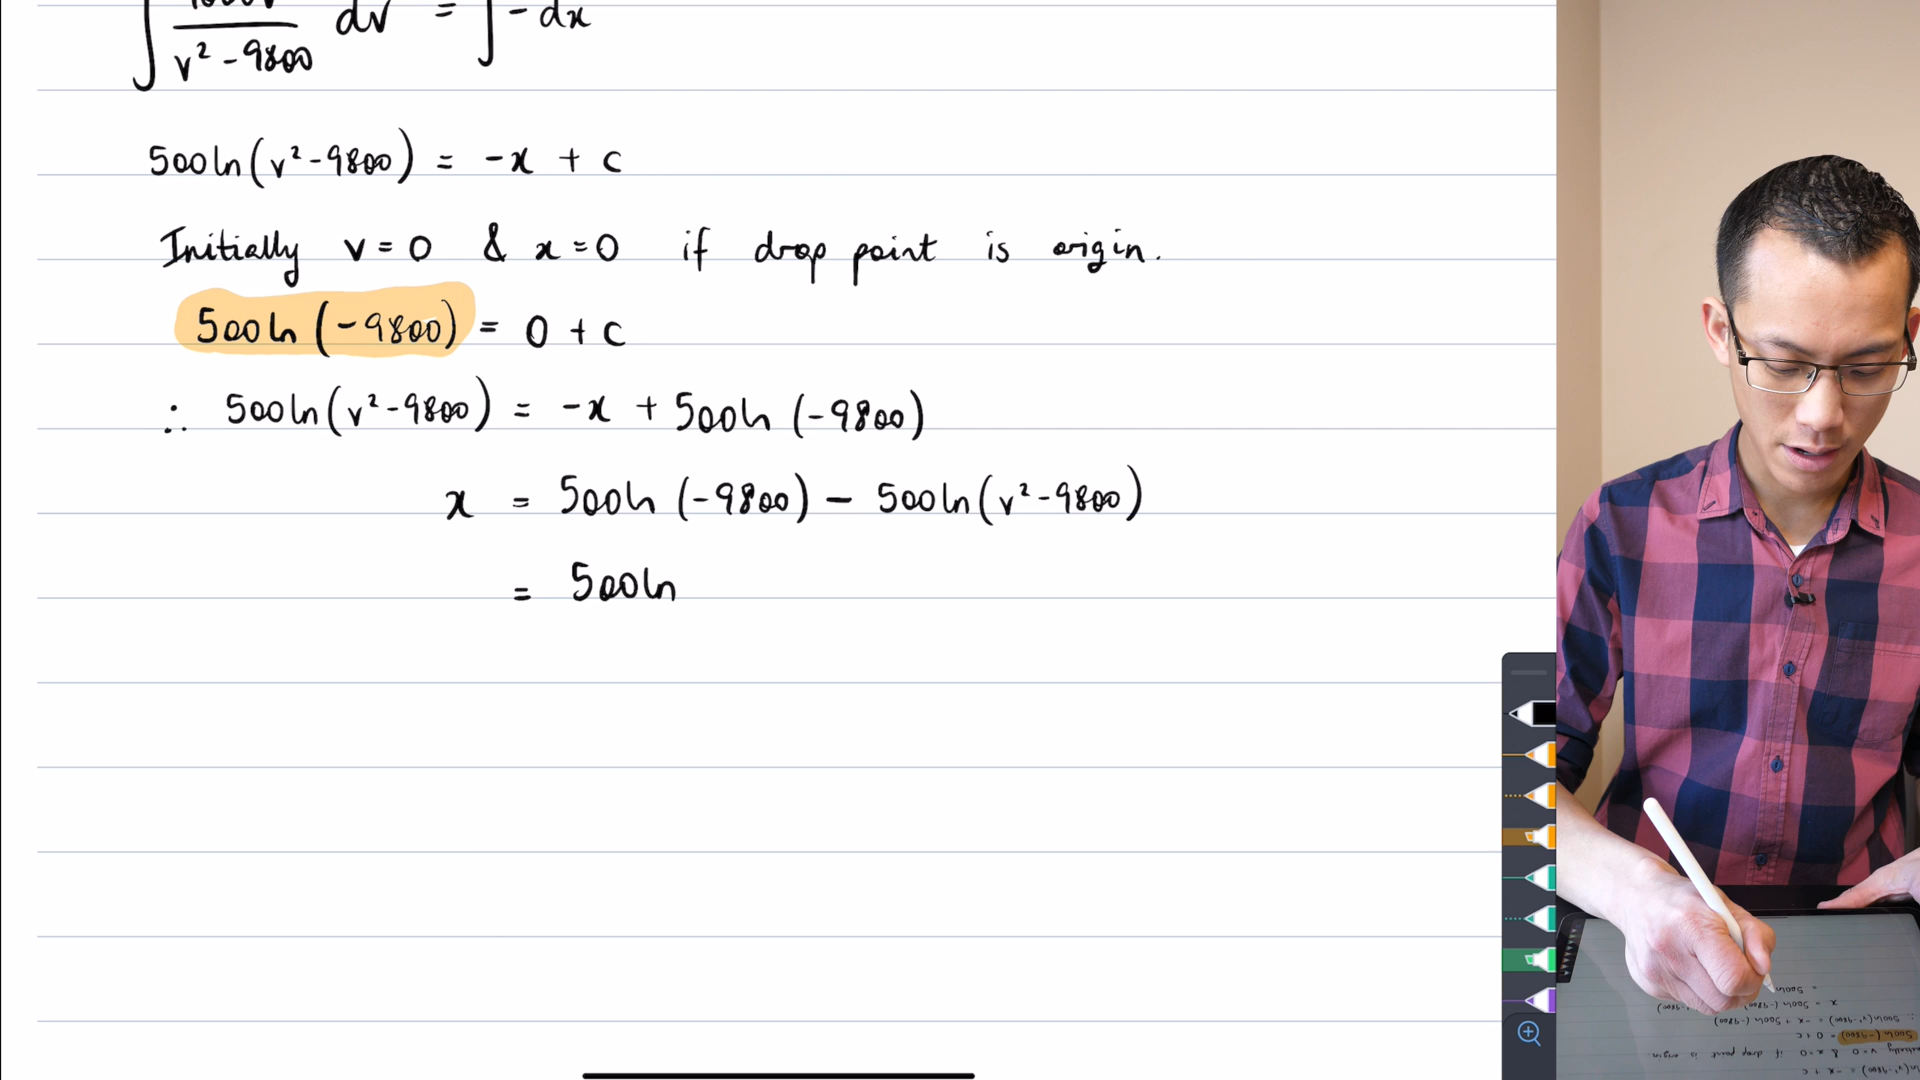 ∫ 1000v / (v² - 9800) dv = ∫ - dx
500ln(v² - 9800) = -x + c
Initially v = 0 & x = 0 if drop point is origin.
500ln(-9800) = 0 + c
∴ 500ln(v² - 9800) = -x + 500ln(-9800)
x = 500ln(-9800) - 500ln(v² - 9800)
= 500ln